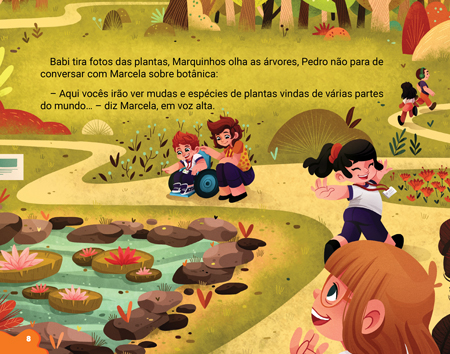 Babi tira fotos das plantas, Marquinhos olha as árvores, Pedro não para de
conversar com Marcela sobre botânica:
– Aqui vocês irão ver mudas e espécies de plantas vindas de várias partes
do mundo... – diz Marcela, em voz alta.
8